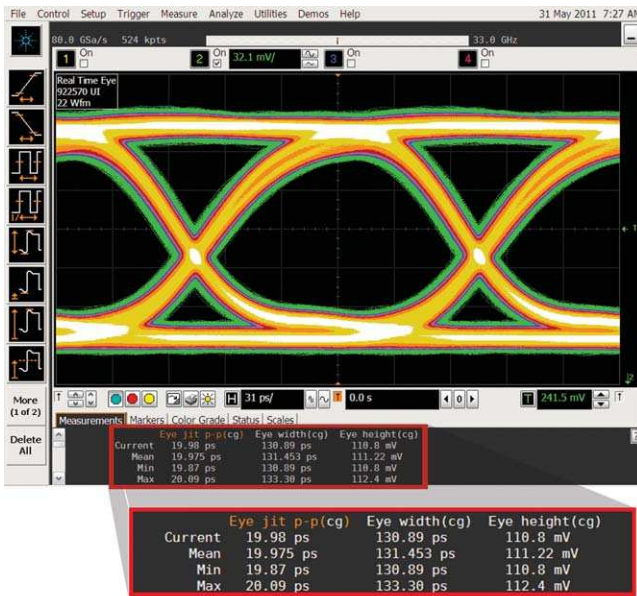 File Control Setup Trigger Measure Analyze Utilities Demos Help 31 May 2011 7:27 AM
80.0 GSa/s 524 kpts 33.0 GHz
1 On 2 On 32.1 mV/ 3 On 4 On
Real Time Eye
922570 UI
22 Wfm
More
(1 of 2)
Delete
All
H 31 ps/ 0.0 s 0 T 241.5 mV
Measurements Markers Color Grade Status Scales
Eye jit p-p(cg) Eye width(cg) Eye height(cg)
Current 19.98 ps 130.89 ps 110.8 mV
Mean 19.975 ps 131.453 ps 111.22 mV
Min 19.87 ps 130.89 ps 110.8 mV
Max 20.09 ps 133.30 ps 112.4 mV
Eye jit p-p(cg) Eye width(cg) Eye height(cg)
Current 19.98 ps 130.89 ps 110.8 mV
Mean 19.975 ps 131.453 ps 111.22 mV
Min 19.87 ps 130.89 ps 110.8 mV
Max 20.09 ps 133.30 ps 112.4 mV